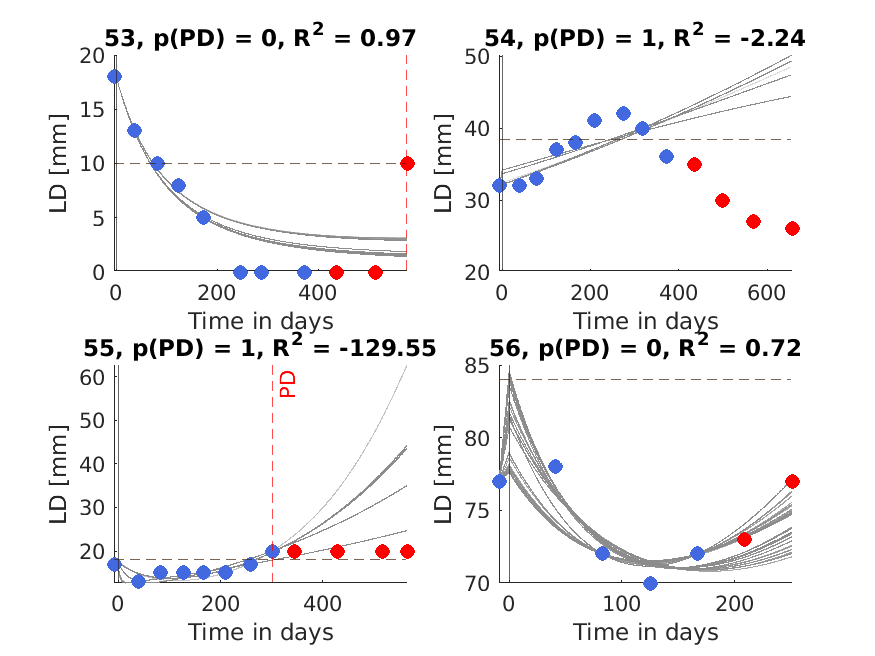 53, p(PD) = 0, R² = 0.97
20
15
10
5
0
LD [mm]
0 200 400
Time in days
54, p(PD) = 1, R² = -2.24
50
40
30
20
LD [mm]
0 200 400 600
Time in days
55, p(PD) = 1, R² = -129.55
60
50
40
30
20
LD [mm]
PD
0 200 400
Time in days
56, p(PD) = 0, R² = 0.72
85
80
75
70
LD [mm]
0 100 200
Time in days